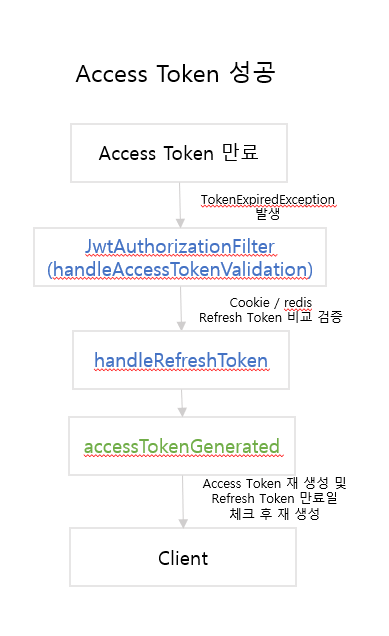 Access Token 성공
Access Token 만료
TokenExpiredException
발생
JwtAuthorizationFilter
(handleAccessTokenValidation)
Cookie / redis
Refresh Token 비교 검증
handleRefreshToken
accessTokenGenerated
Access Token 재 생성 및
Refresh Token 만료일
체크 후 재 생성
Client